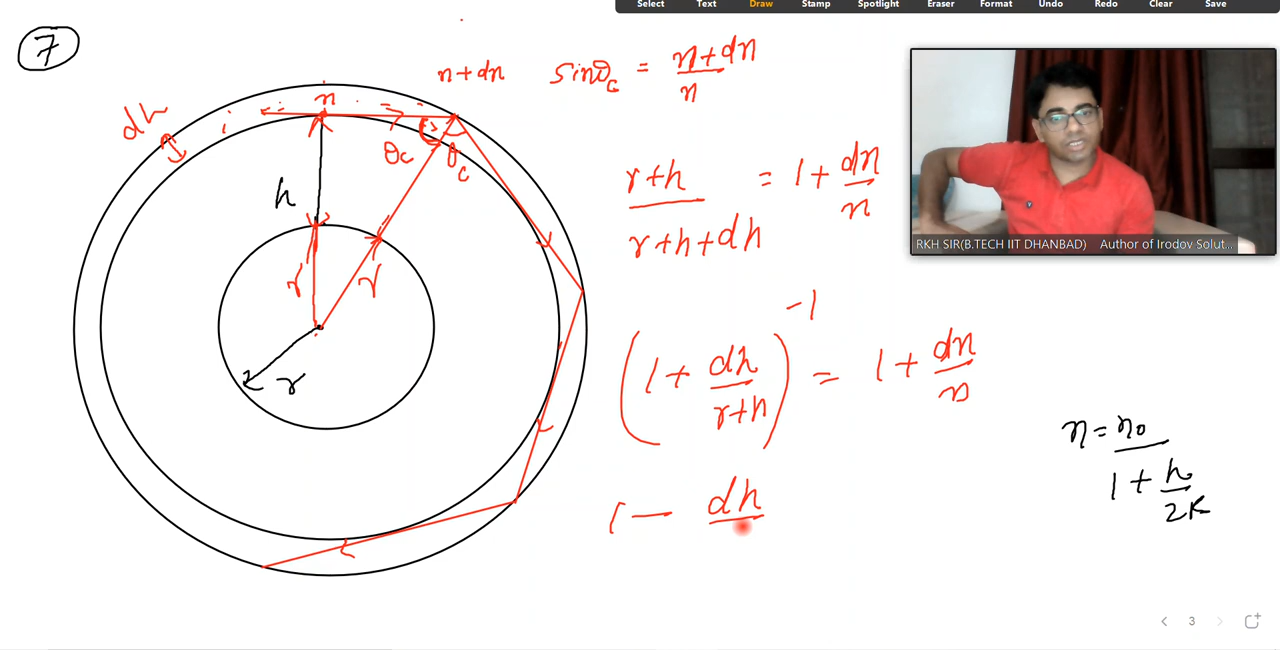 Select Text Draw Stamp Spotlight Eraser Format Undo Redo Clear Save
7
n+dn sinθc = n+dn/n
n
dh
i
θc θc
h
r+h/r+h+dh = 1+dn/n
r r
r
(1+dh/r+h)⁻¹ = 1+dn/n
n=n0/1+h/2R
1− dh
RKH SIR(B.TECH IIT DHANBAD) Author of Irodov Solut...
3